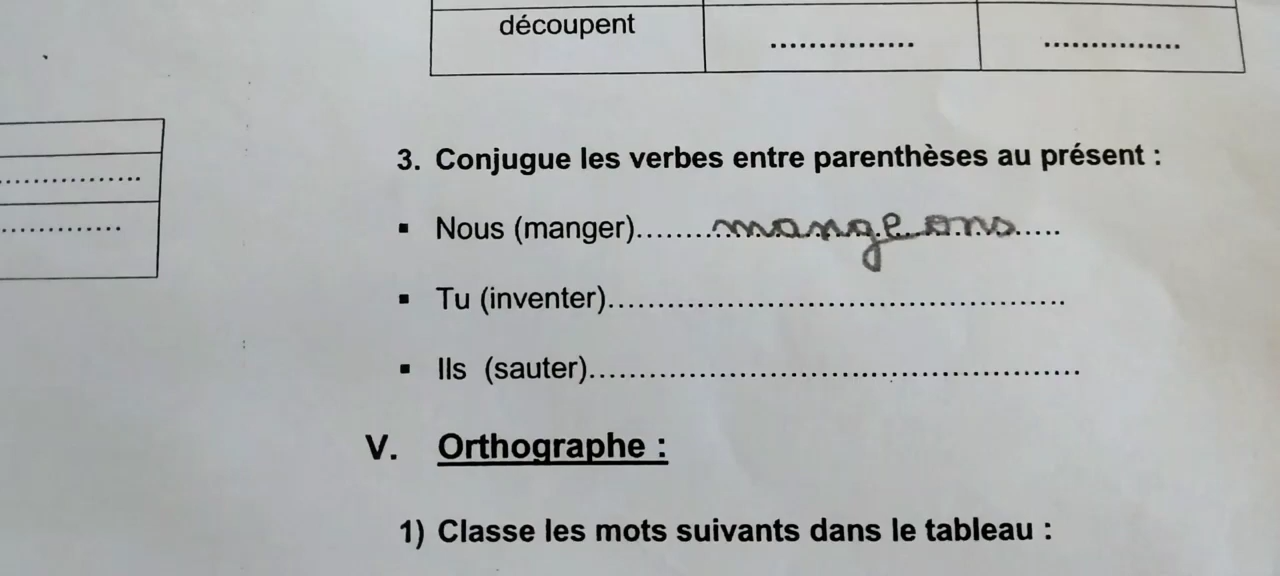 découpent ............... ...............
................
.............
3. Conjugue les verbes entre parenthèses au présent :
▪ Nous (manger)........mangeons.....
▪ Tu (inventer)..............................................
▪ Ils (sauter).................................................
V. Orthographe :
1) Classe les mots suivants dans le tableau :